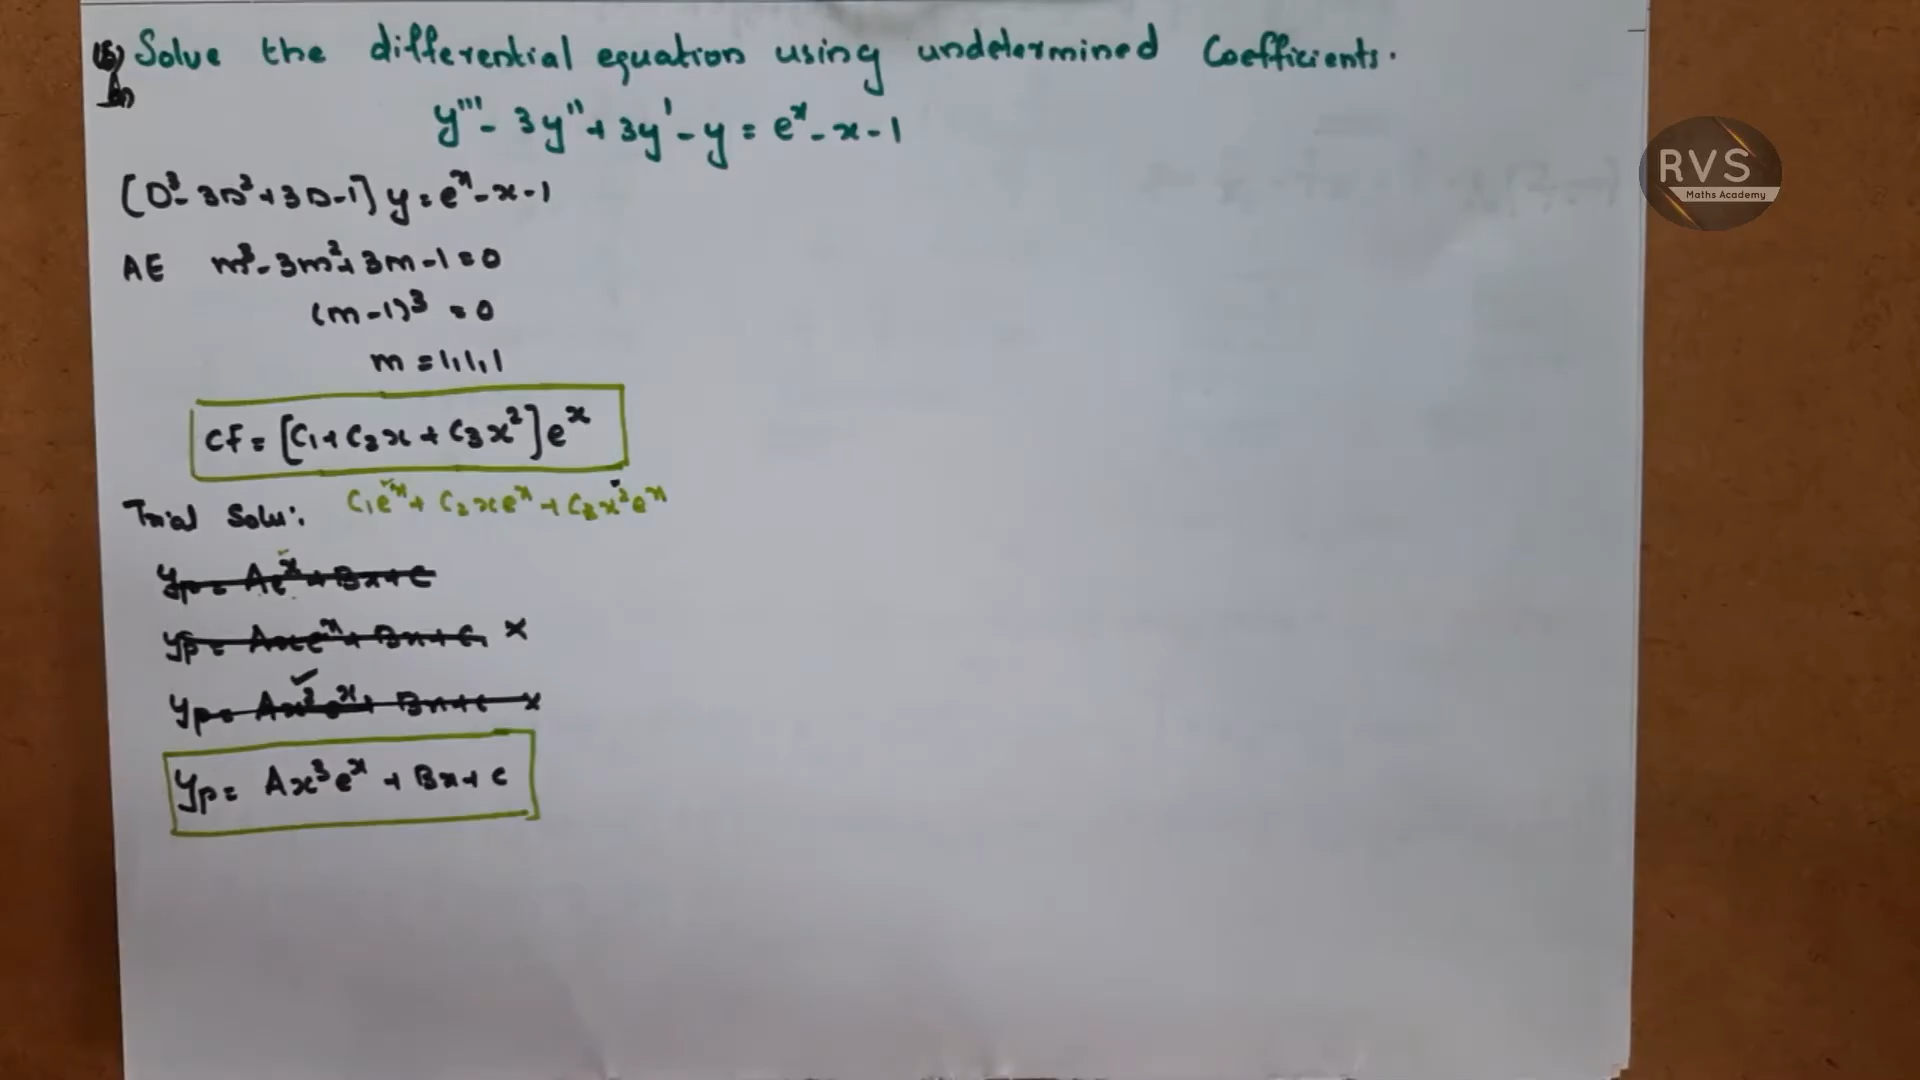 (15) Solve the differential equation using undetermined Coefficients.
y''' - 3y'' + 3y' - y = e^x - x - 1
[D³ - 3D² + 3D - 1] y = e^x - x - 1
AE m³ - 3m² + 3m - 1 = 0
(m - 1)³ = 0
m = 1, 1, 1
CF = [C₁ + C₂x + C₃x²] e^x
C₁e^x + C₂xe^x + C₃x²e^x
Trial Solu:
yp = Ae^x + Bx + C
yp = Axe^x + Bx + C, x
yp = Ax²e^x + Bx + C x
yp = Ax³e^x + Bx + C
RVS
Maths Academy